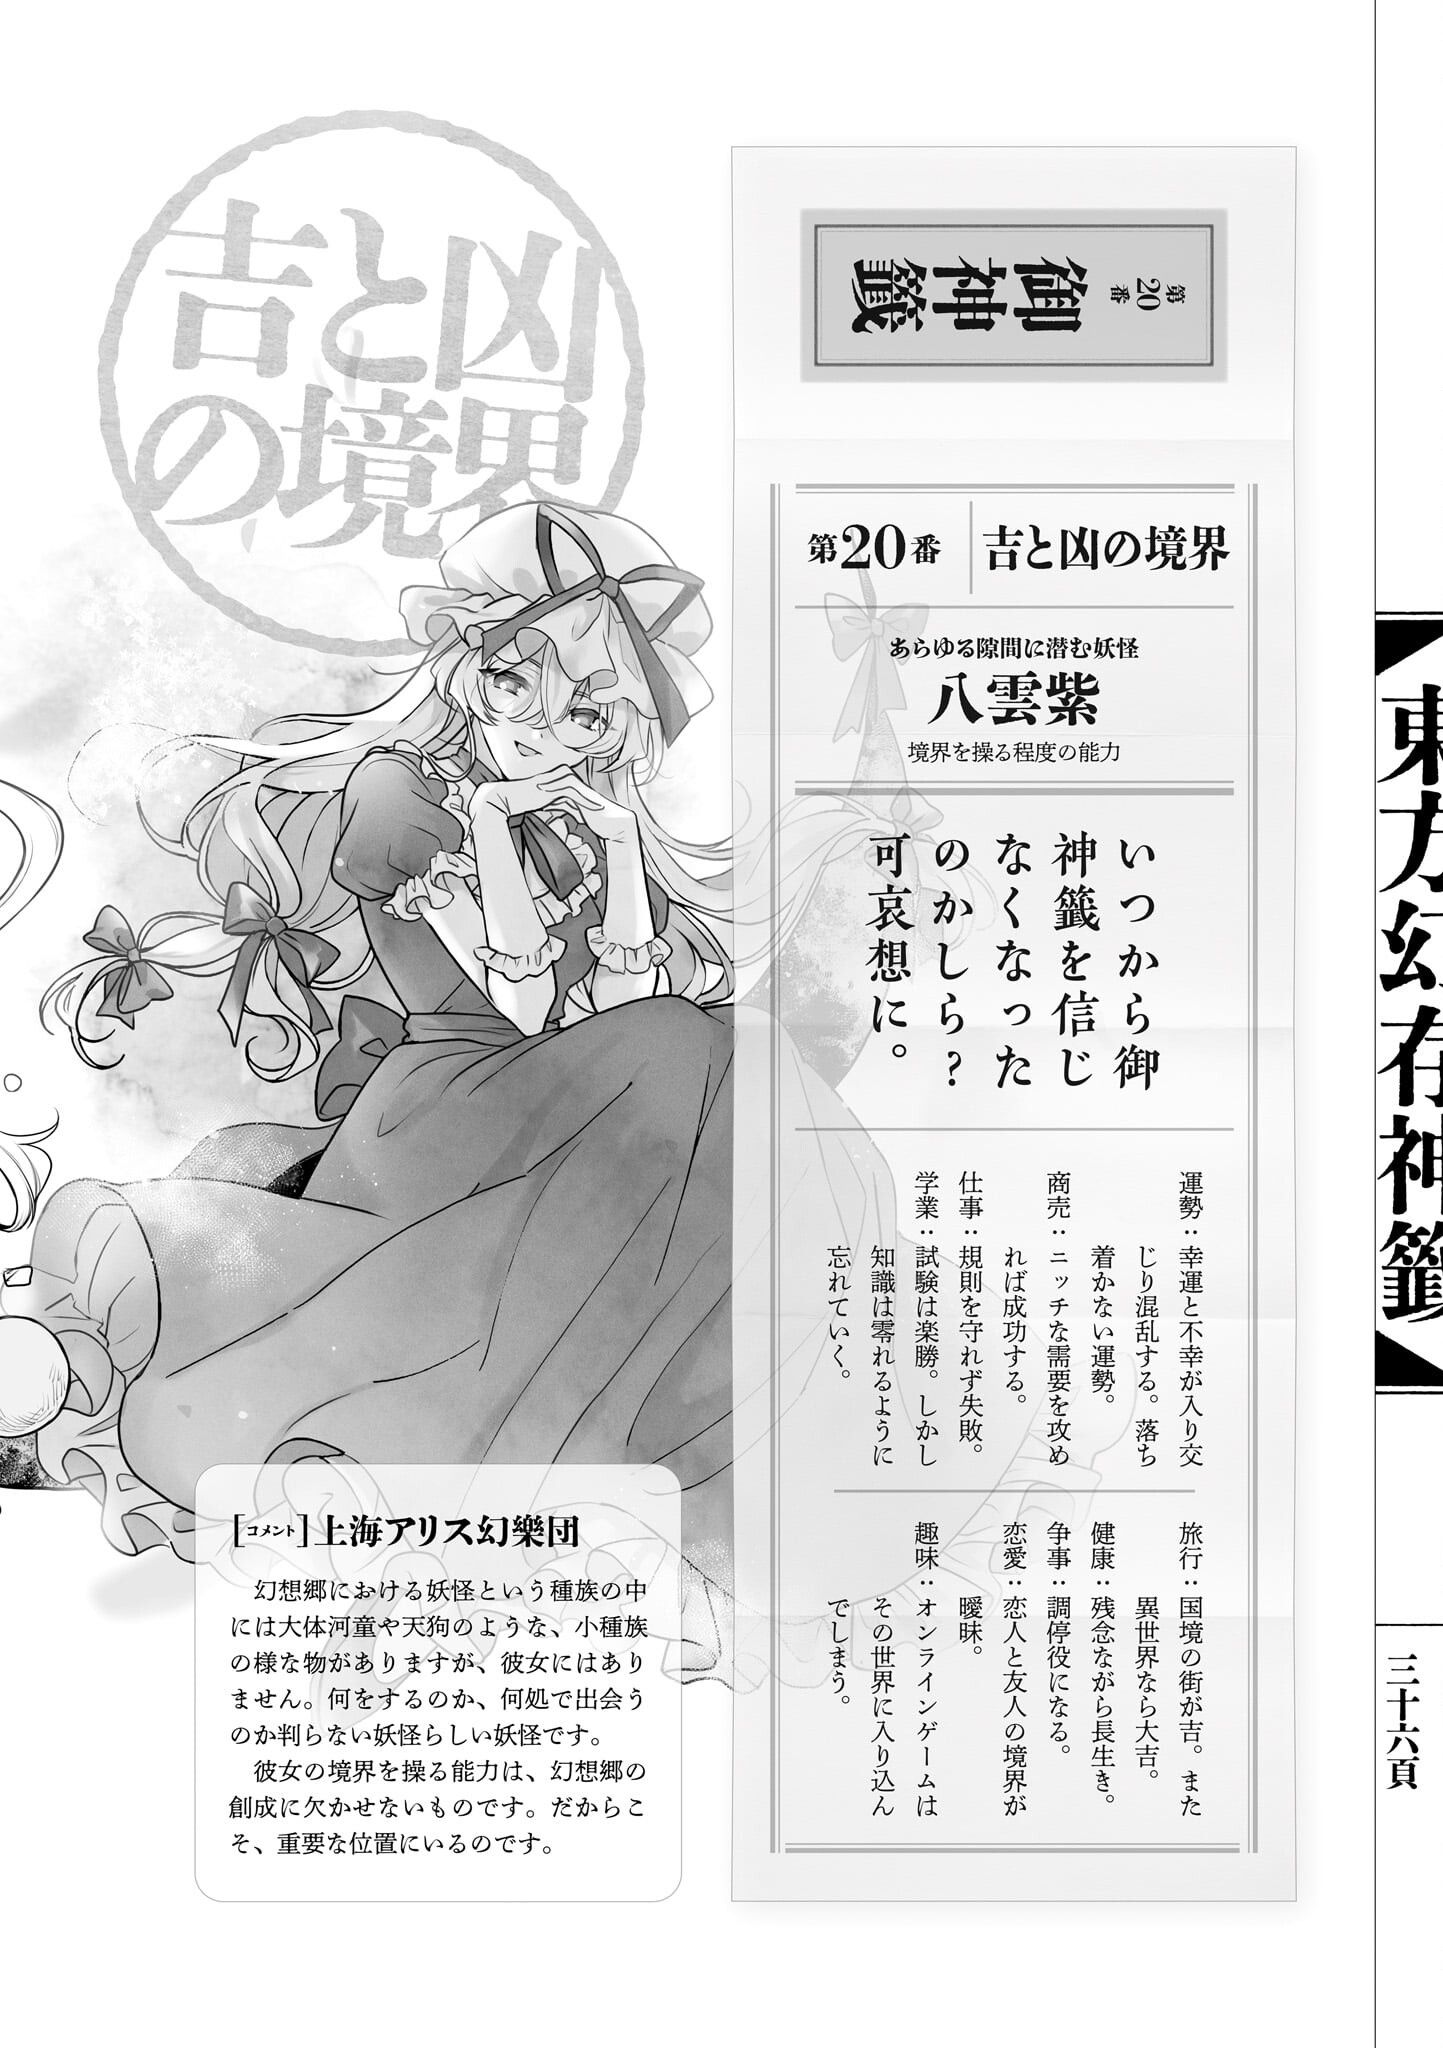 吉と凶
の境界
第20番
御神籤
第20番
吉と凶の境界
あらゆる隙間に潜む妖怪
八雲紫
境界を操る程度の能力
いつから御
神籤を信じ
なくなった
のかしら?
可哀想に。
運勢：幸運と不幸が入り交
じり混乱する。落ち
着かない運勢。
商売：ニッチな需要を攻め
れば成功する。
仕事：規則を守れず失敗。
学業：試験は楽勝。しかし
知識は零れるように
忘れていく。
旅行：国境の街が吉。また
異世界なら大吉。
健康：残念ながら長生き。
争事：調停役になる。
恋愛：恋人と友人の境界が
曖昧。
趣味：オンラインゲームは
その世界に入り込ん
でしまう。
［コメント］上海アリス幻樂団
幻想郷における妖怪という種族の中
には大体河童や天狗のような、小種族
の様な物がありますが、彼女にはあり
ません。何をするのか、何処で出会う
のか判らない妖怪らしい妖怪です。
彼女の境界を操る能力は、幻想郷の
創成に欠かせないものです。だからこ
そ、重要な位置にいるのです。
東方幻存神籤
三十六頁